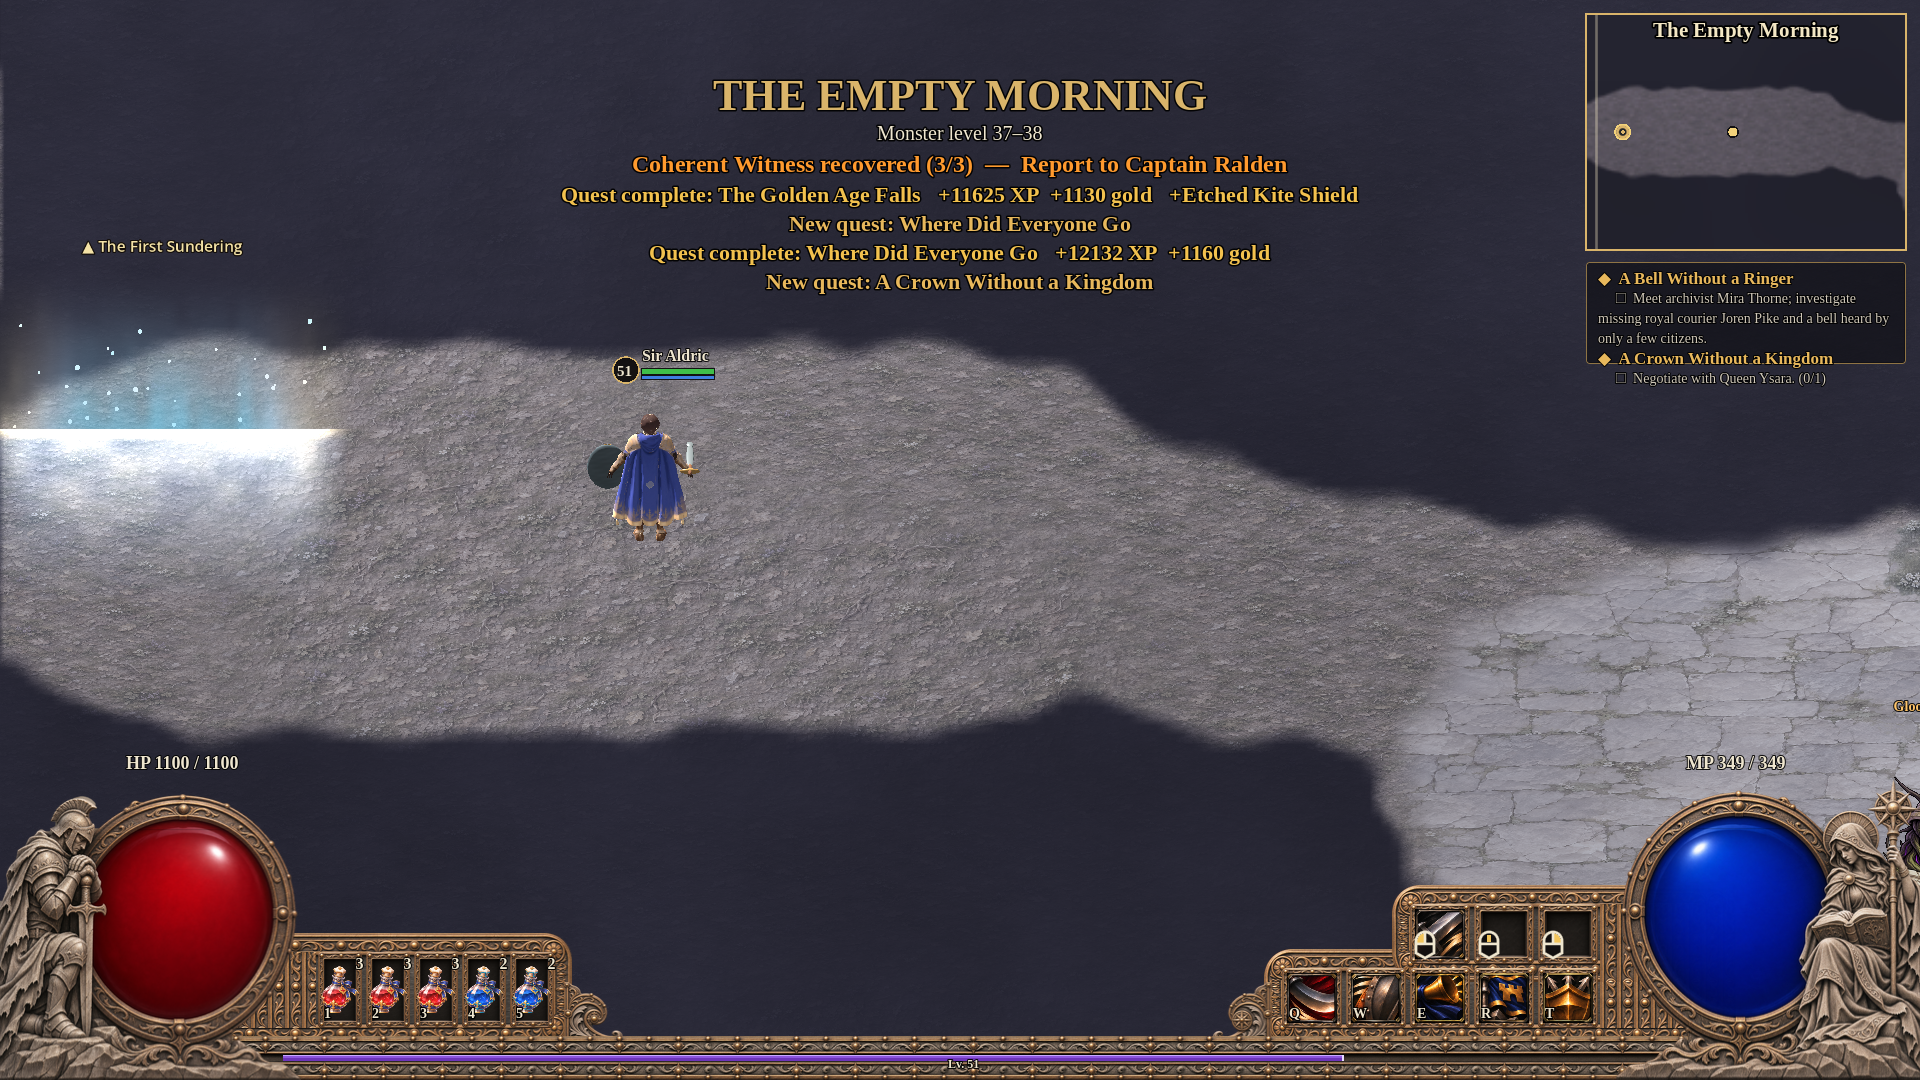 The Empty Morning
THE EMPTY MORNING
Monster level 37–38
Coherent Witness recovered (3/3) — Report to Captain Ralden
Quest complete: The Golden Age Falls +11625 XP +1130 gold +Etched Kite Shield
New quest: Where Did Everyone Go
Quest complete: Where Did Everyone Go +12132 XP +1160 gold
New quest: A Crown Without a Kingdom
▲ The First Sundering
◆ A Bell Without a Ringer
☐ Meet archivist Mira Thorne; investigate
missing royal courier Joren Pike and a bell heard by
only a few citizens.
◆ A Crown Without a Kingdom
☐ Negotiate with Queen Ysara. (0/1)
Sir Aldric
51
HP 1100 / 1100
MP 349 / 349
3 3 3 2 2
1 2 3 4 5
Q W E R T
Lv. 51